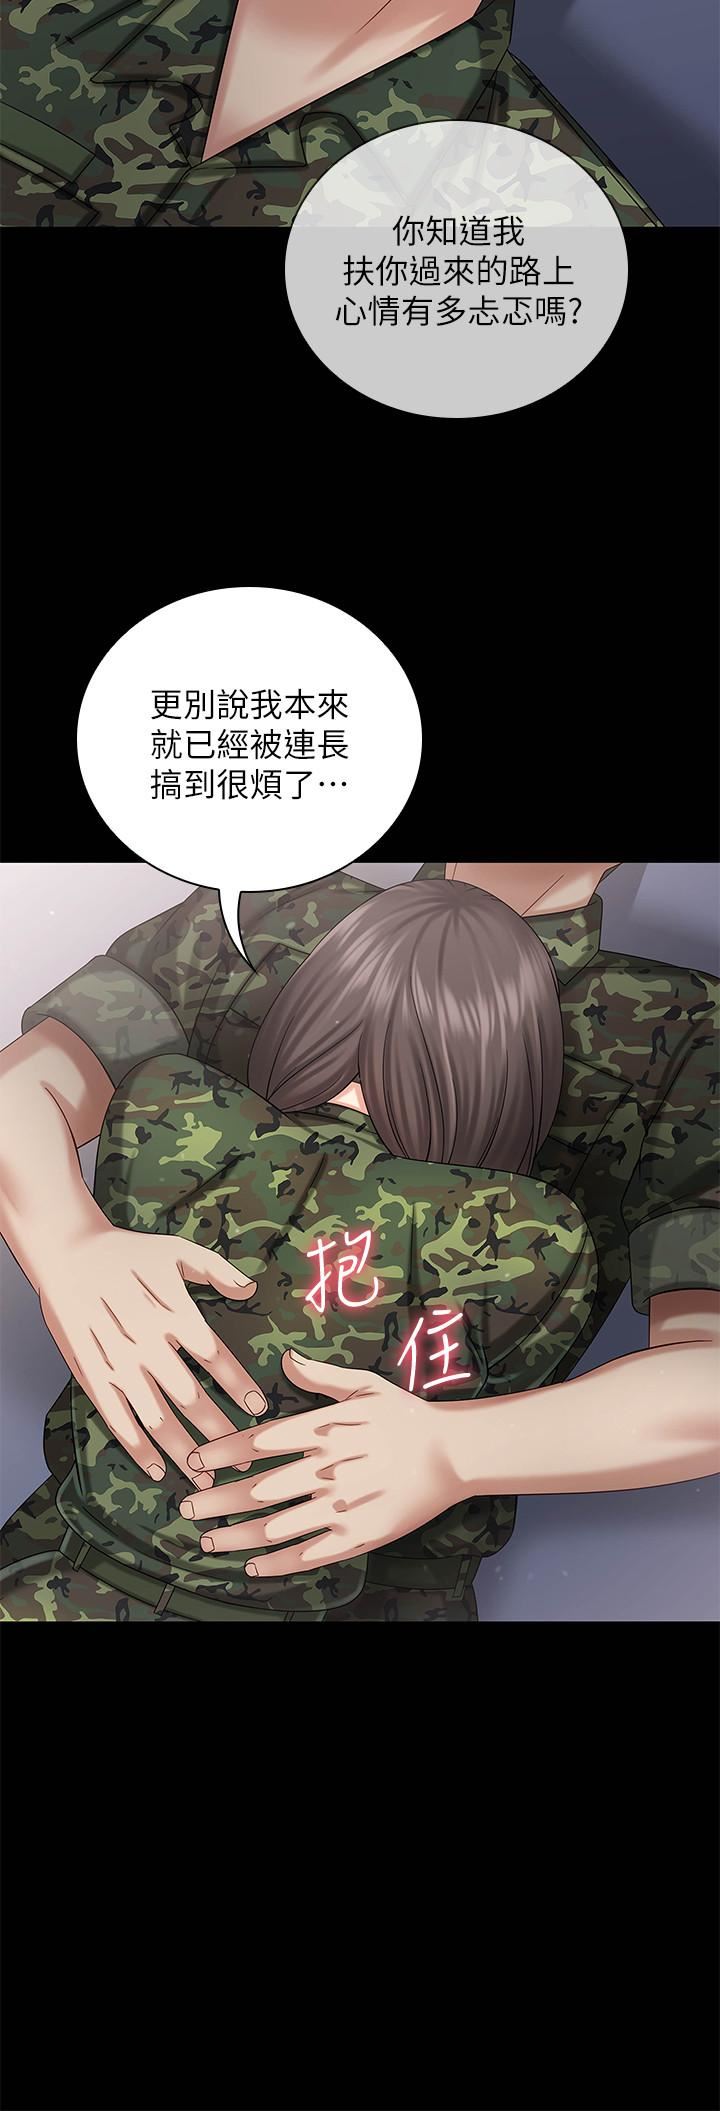 你知道我
扶你過來的路上
心情有多忐忑嗎?
更別說我本來
就已經被連長
搞到很煩了…
抱
住